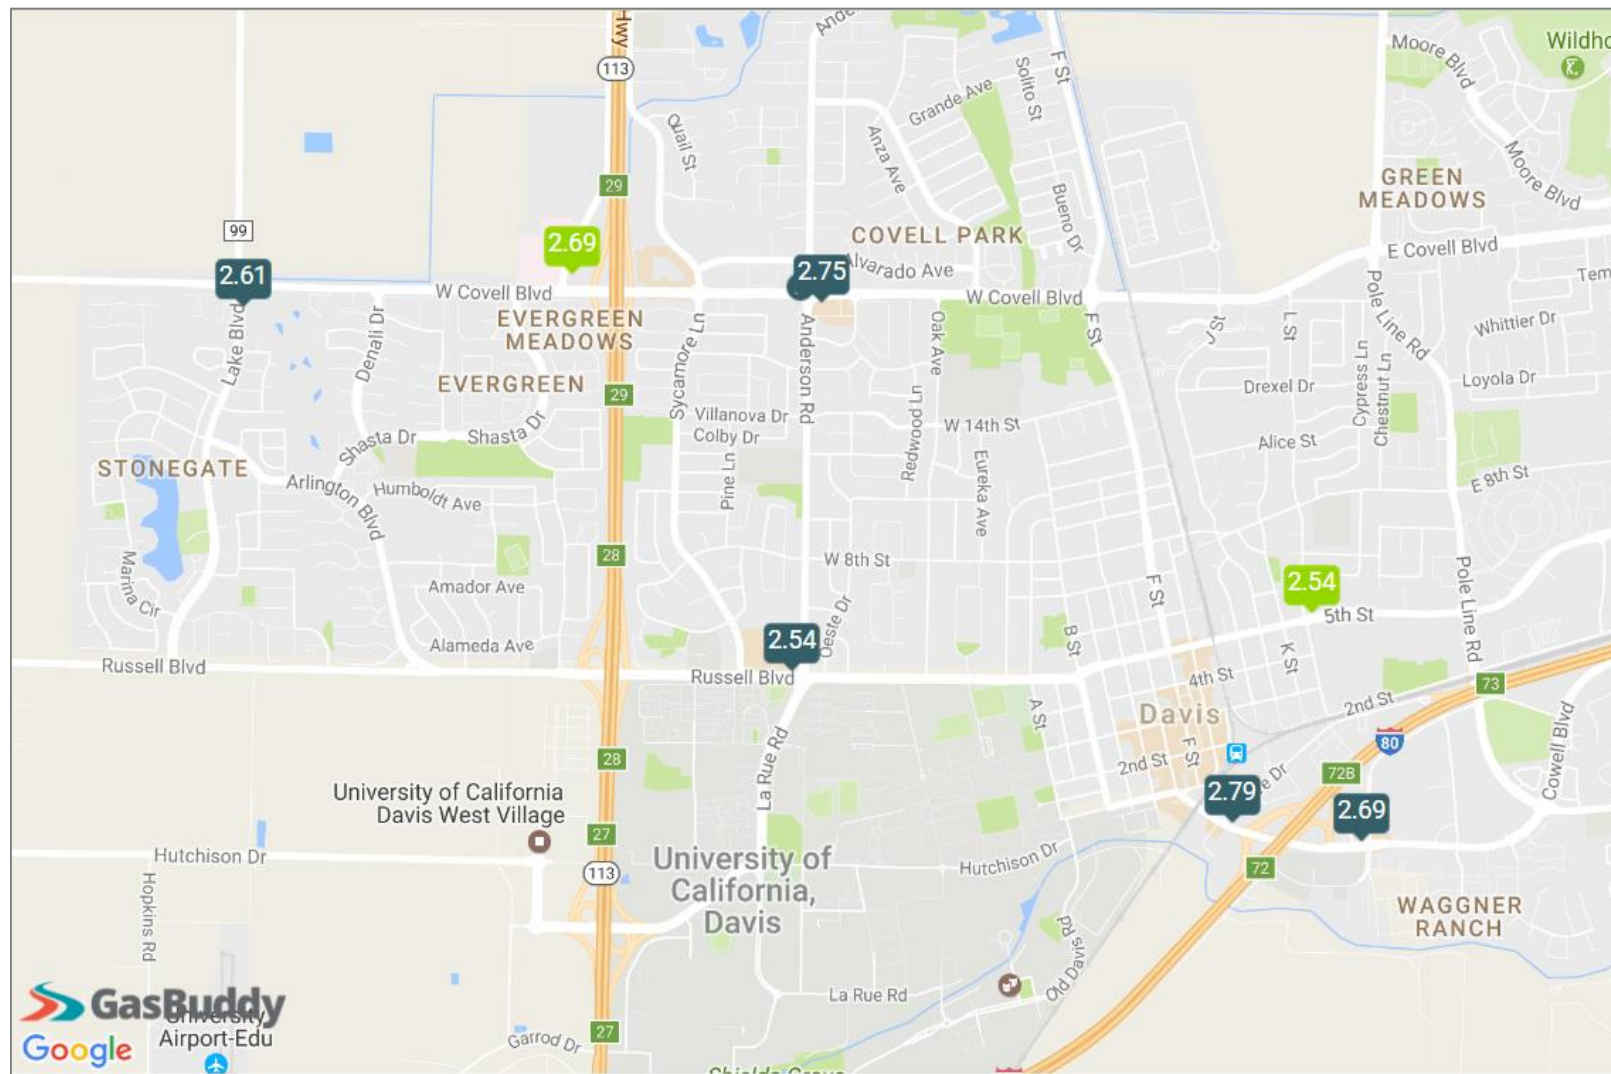 Hwy
Ande
113
F St
Solito St
Grande Ave
Moore Blvd
Wildho
Quail St
Anza Ave
29
Bueno Dr
GREEN
MEADOWS
Moore Blvd
99
2.69
COVELL PARK
E Covell Blvd
2.61
2.75
Alvarado Ave
Tem
W Covell Blvd
W Covell Blvd
EVERGREEN
MEADOWS
Lake Blvd
Denali Dr
Sycamore Ln
Anderson Rd
Oak Ave
F St
J St
L St
Pole Line Rd
Whittier Dr
EVERGREEN
29
Villanova Dr
Colby Dr
Redwood Ln
W 14th St
Drexel Dr
Cypress Ln
Chestnut Ln
Loyola Dr
Shasta Dr
Shasta Dr
Alice St
STONEGATE
Arlington Blvd
Humboldt Ave
Pine Ln
Eureka Ave
E 8th St
28
W 8th St
Marina Cir
Amador Ave
F St
2.54
Pole Line Rd
5th St
Oeste Dr
B St
Alameda Ave
2.54
K St
Russell Blvd
Russell Blvd
4th St
73
A St
Davis
2nd St
Cowell Blvd
28
La Rue Rd
F St
2nd St
80
72B
e Dr
University of California
Davis West Village
2.79
2.69
27
Hutchison Dr
University of
California,
Davis
Hutchison Dr
113
72
Hopkins Rd
WAGGNER
RANCH
Old Davis Rd
La Rue Rd
GasBuddy
University
Airport-Edu
Google
Garrod Dr
27
Shields Grove